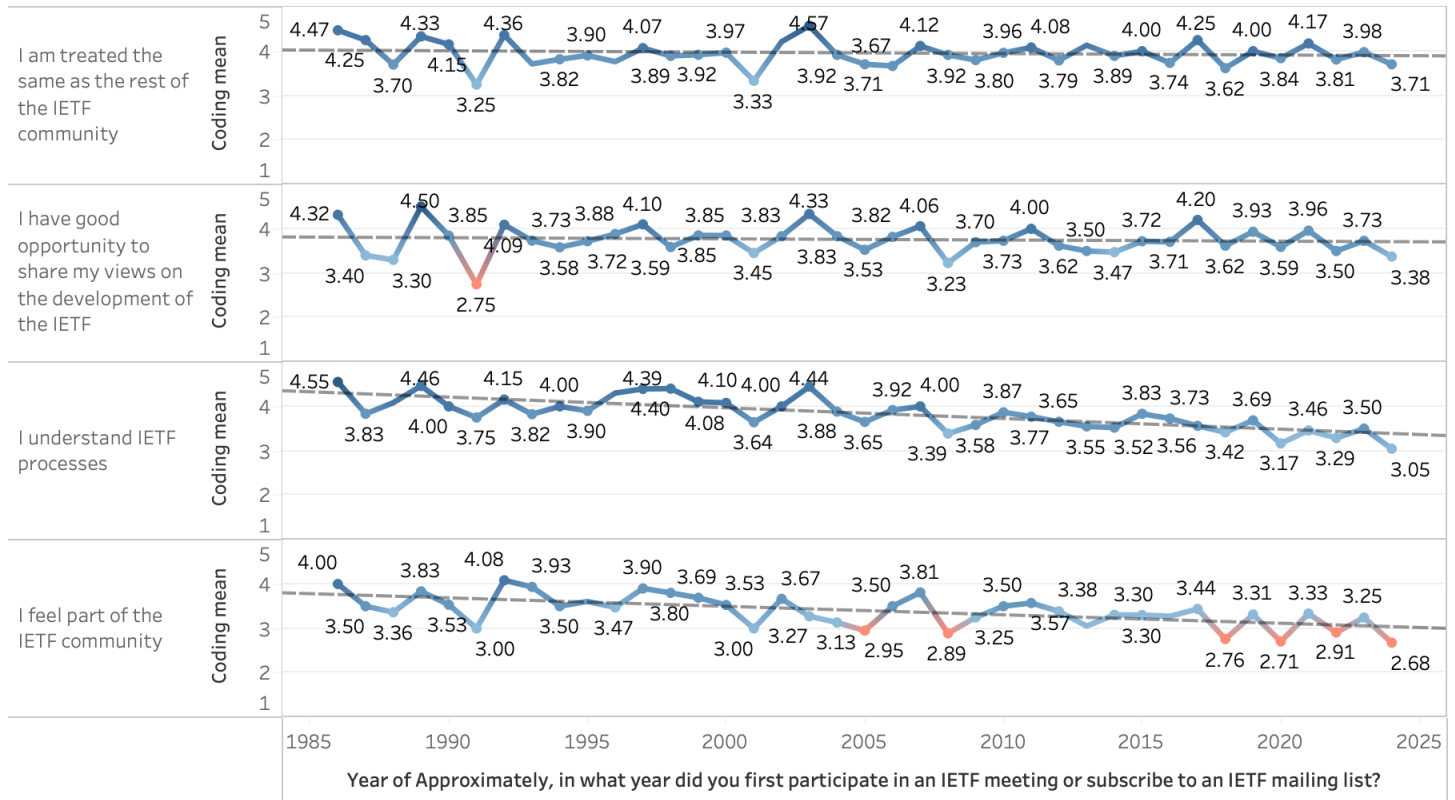 I am treated the
same as the rest of
the IETF
community
Coding mean
5
4
3
2
1
4.47 4.33 4.36 3.90 4.07 3.97 4.57 3.67 4.12 3.96 4.08 4.00 4.25 4.00 4.17 3.98
4.25 3.70 4.15 3.25 3.82 3.89 3.92 3.33 3.92 3.71 3.92 3.80 3.79 3.89 3.74 3.62 3.84 3.81 3.71
I have good
opportunity to
share my views on
the development of
the IETF
Coding mean
5
4
3
2
1
4.32 4.50 3.85 3.73 3.88 4.10 3.85 3.83 4.33 3.82 4.06 3.70 4.00 3.50 3.72 4.20 3.93 3.96 3.73
3.40 3.30 2.75 4.09 3.58 3.72 3.59 3.85 3.45 3.83 3.53 3.23 3.73 3.62 3.47 3.71 3.62 3.59 3.50 3.38
I understand IETF
processes
Coding mean
5
4
3
2
1
4.55 4.46 4.15 4.00 4.39 4.10 4.00 4.44 3.92 4.00 3.87 3.65 3.83 3.73 3.69 3.46 3.50
3.83 4.00 3.75 3.82 3.90 4.40 4.08 3.64 3.88 3.65 3.39 3.58 3.77 3.55 3.52 3.56 3.42 3.17 3.29 3.05
I feel part of the
IETF community
Coding mean
5
4
3
2
1
4.00 3.83 4.08 3.93 3.90 3.69 3.53 3.67 3.50 3.81 3.50 3.38 3.30 3.44 3.31 3.33 3.25
3.50 3.36 3.53 3.00 3.50 3.47 3.80 3.00 3.27 3.13 2.95 2.89 3.25 3.57 3.30 2.76 2.71 2.91 2.68
1985 1990 1995 2000 2005 2010 2015 2020 2025
Year of Approximately, in what year did you first participate in an IETF meeting or subscribe to an IETF mailing list?